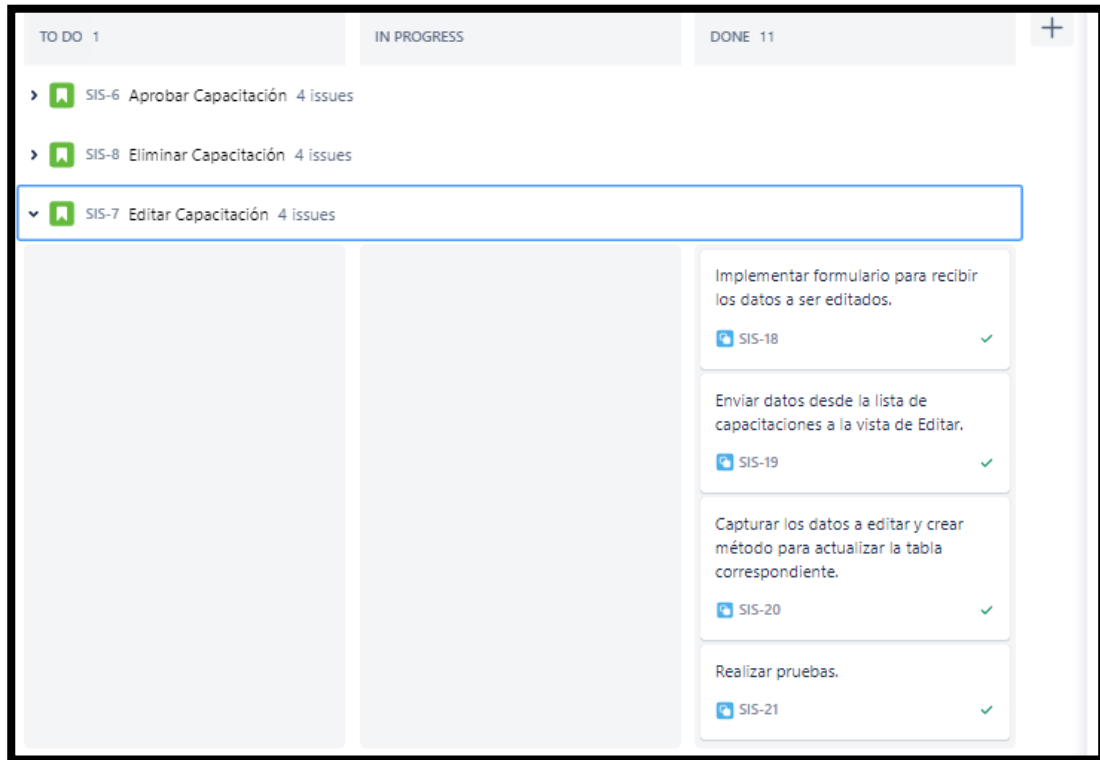 TO DO 1
IN PROGRESS
DONE 11
SIS-6 Aprobar Capacitación 4 issues
SIS-8 Eliminar Capacitación 4 issues
SIS-7 Editar Capacitación 4 issues
Implementar formulario para recibir
los datos a ser editados.
SIS-18
Enviar datos desde la lista de
capacitaciones a la vista de Editar.
SIS-19
Capturar los datos a editar y crear
método para actualizar la tabla
correspondiente.
SIS-20
Realizar pruebas.
SIS-21